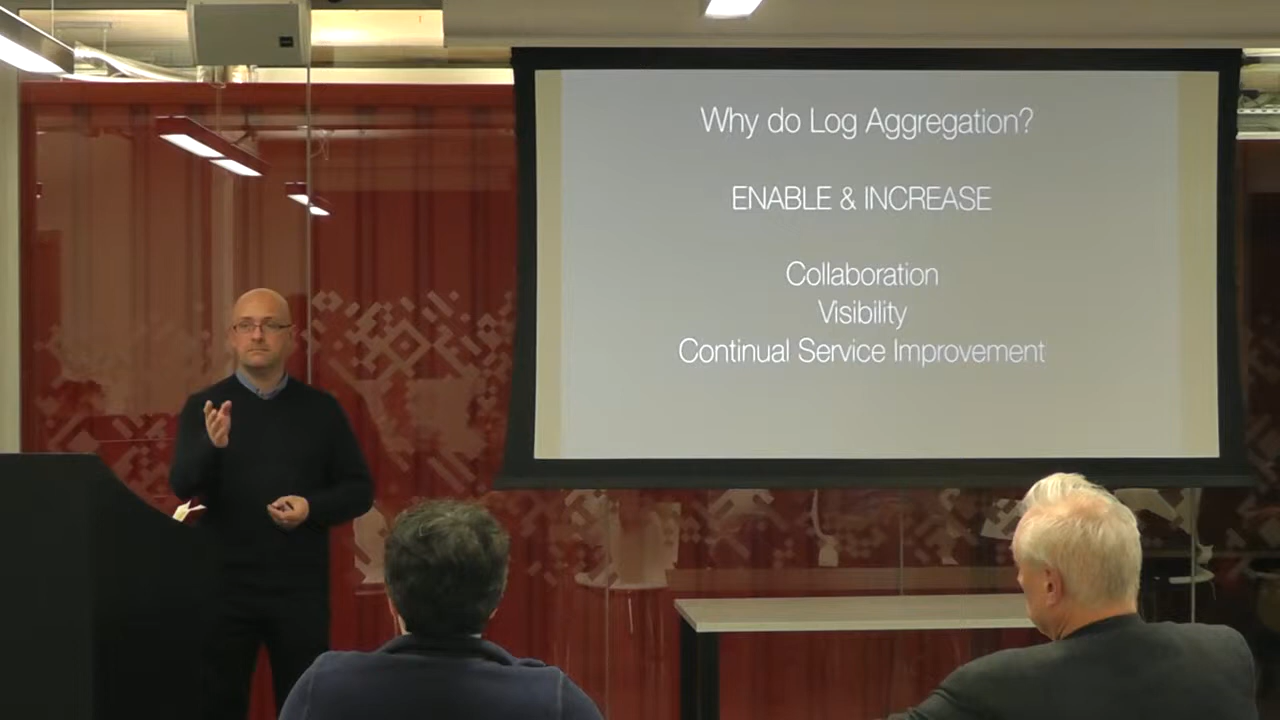 Why do Log Aggregation?
ENABLE & INCREASE
Collaboration
Visibility
Continual Service Improvement